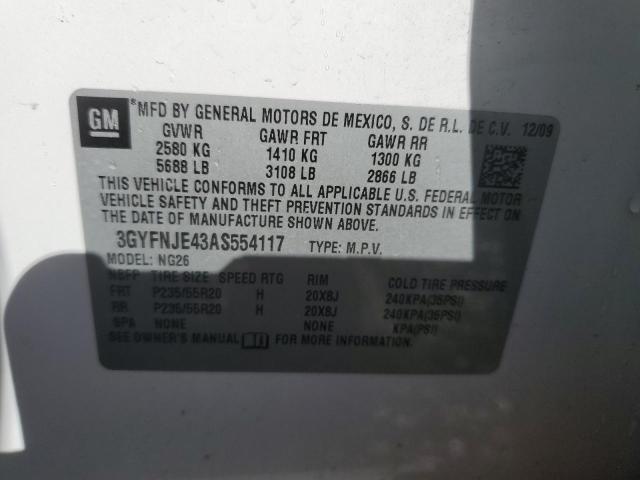 GM ®MFD BY GENERAL MOTORS DE MEXICO, S. DE R.L. DE C.V. 12/09
GVWR GAWR FRT GAWR RR
2580 KG 1410 KG 1300 KG
5688 LB 3108 LB 2866 LB
THIS VEHICLE CONFORMS TO ALL APPLICABLE U.S. FEDERAL MOTOR
VEHICLE SAFETY AND THEFT PREVENTION STANDARDS IN EFFECT ON
THE DATE OF MANUFACTURE SHOWN ABOVE.
3GYFNJE43AS554117 TYPE: M.P.V.
MODEL: NG26
NBFP TIRE SIZE SPEED RTG RIM COLD TIRE PRESSURE
FRT P235/55R20 H 20X8J 240KPA(35PSI)
RR P235/55R20 H 20X8J 240KPA(35PSI)
SPA NONE NONE KPA(PSI)
SEE OWNER'S MANUAL FOR MORE INFORMATION.